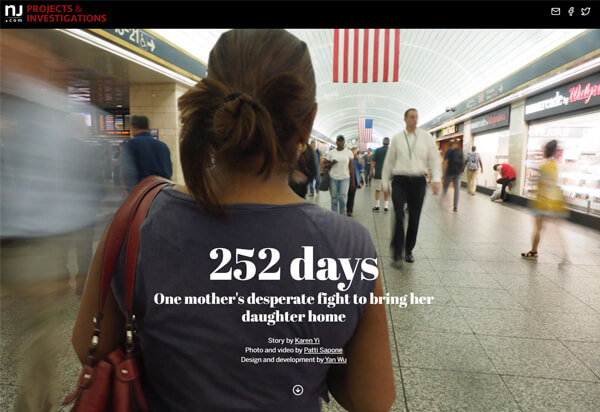 nj
.com
PROJECTS &
INVESTIGATIONS
252 days
One mother's desperate fight to bring her
daughter home
Story by Karen Yi
Photo and video by Patti Sapone
Design and development by Yan Wu